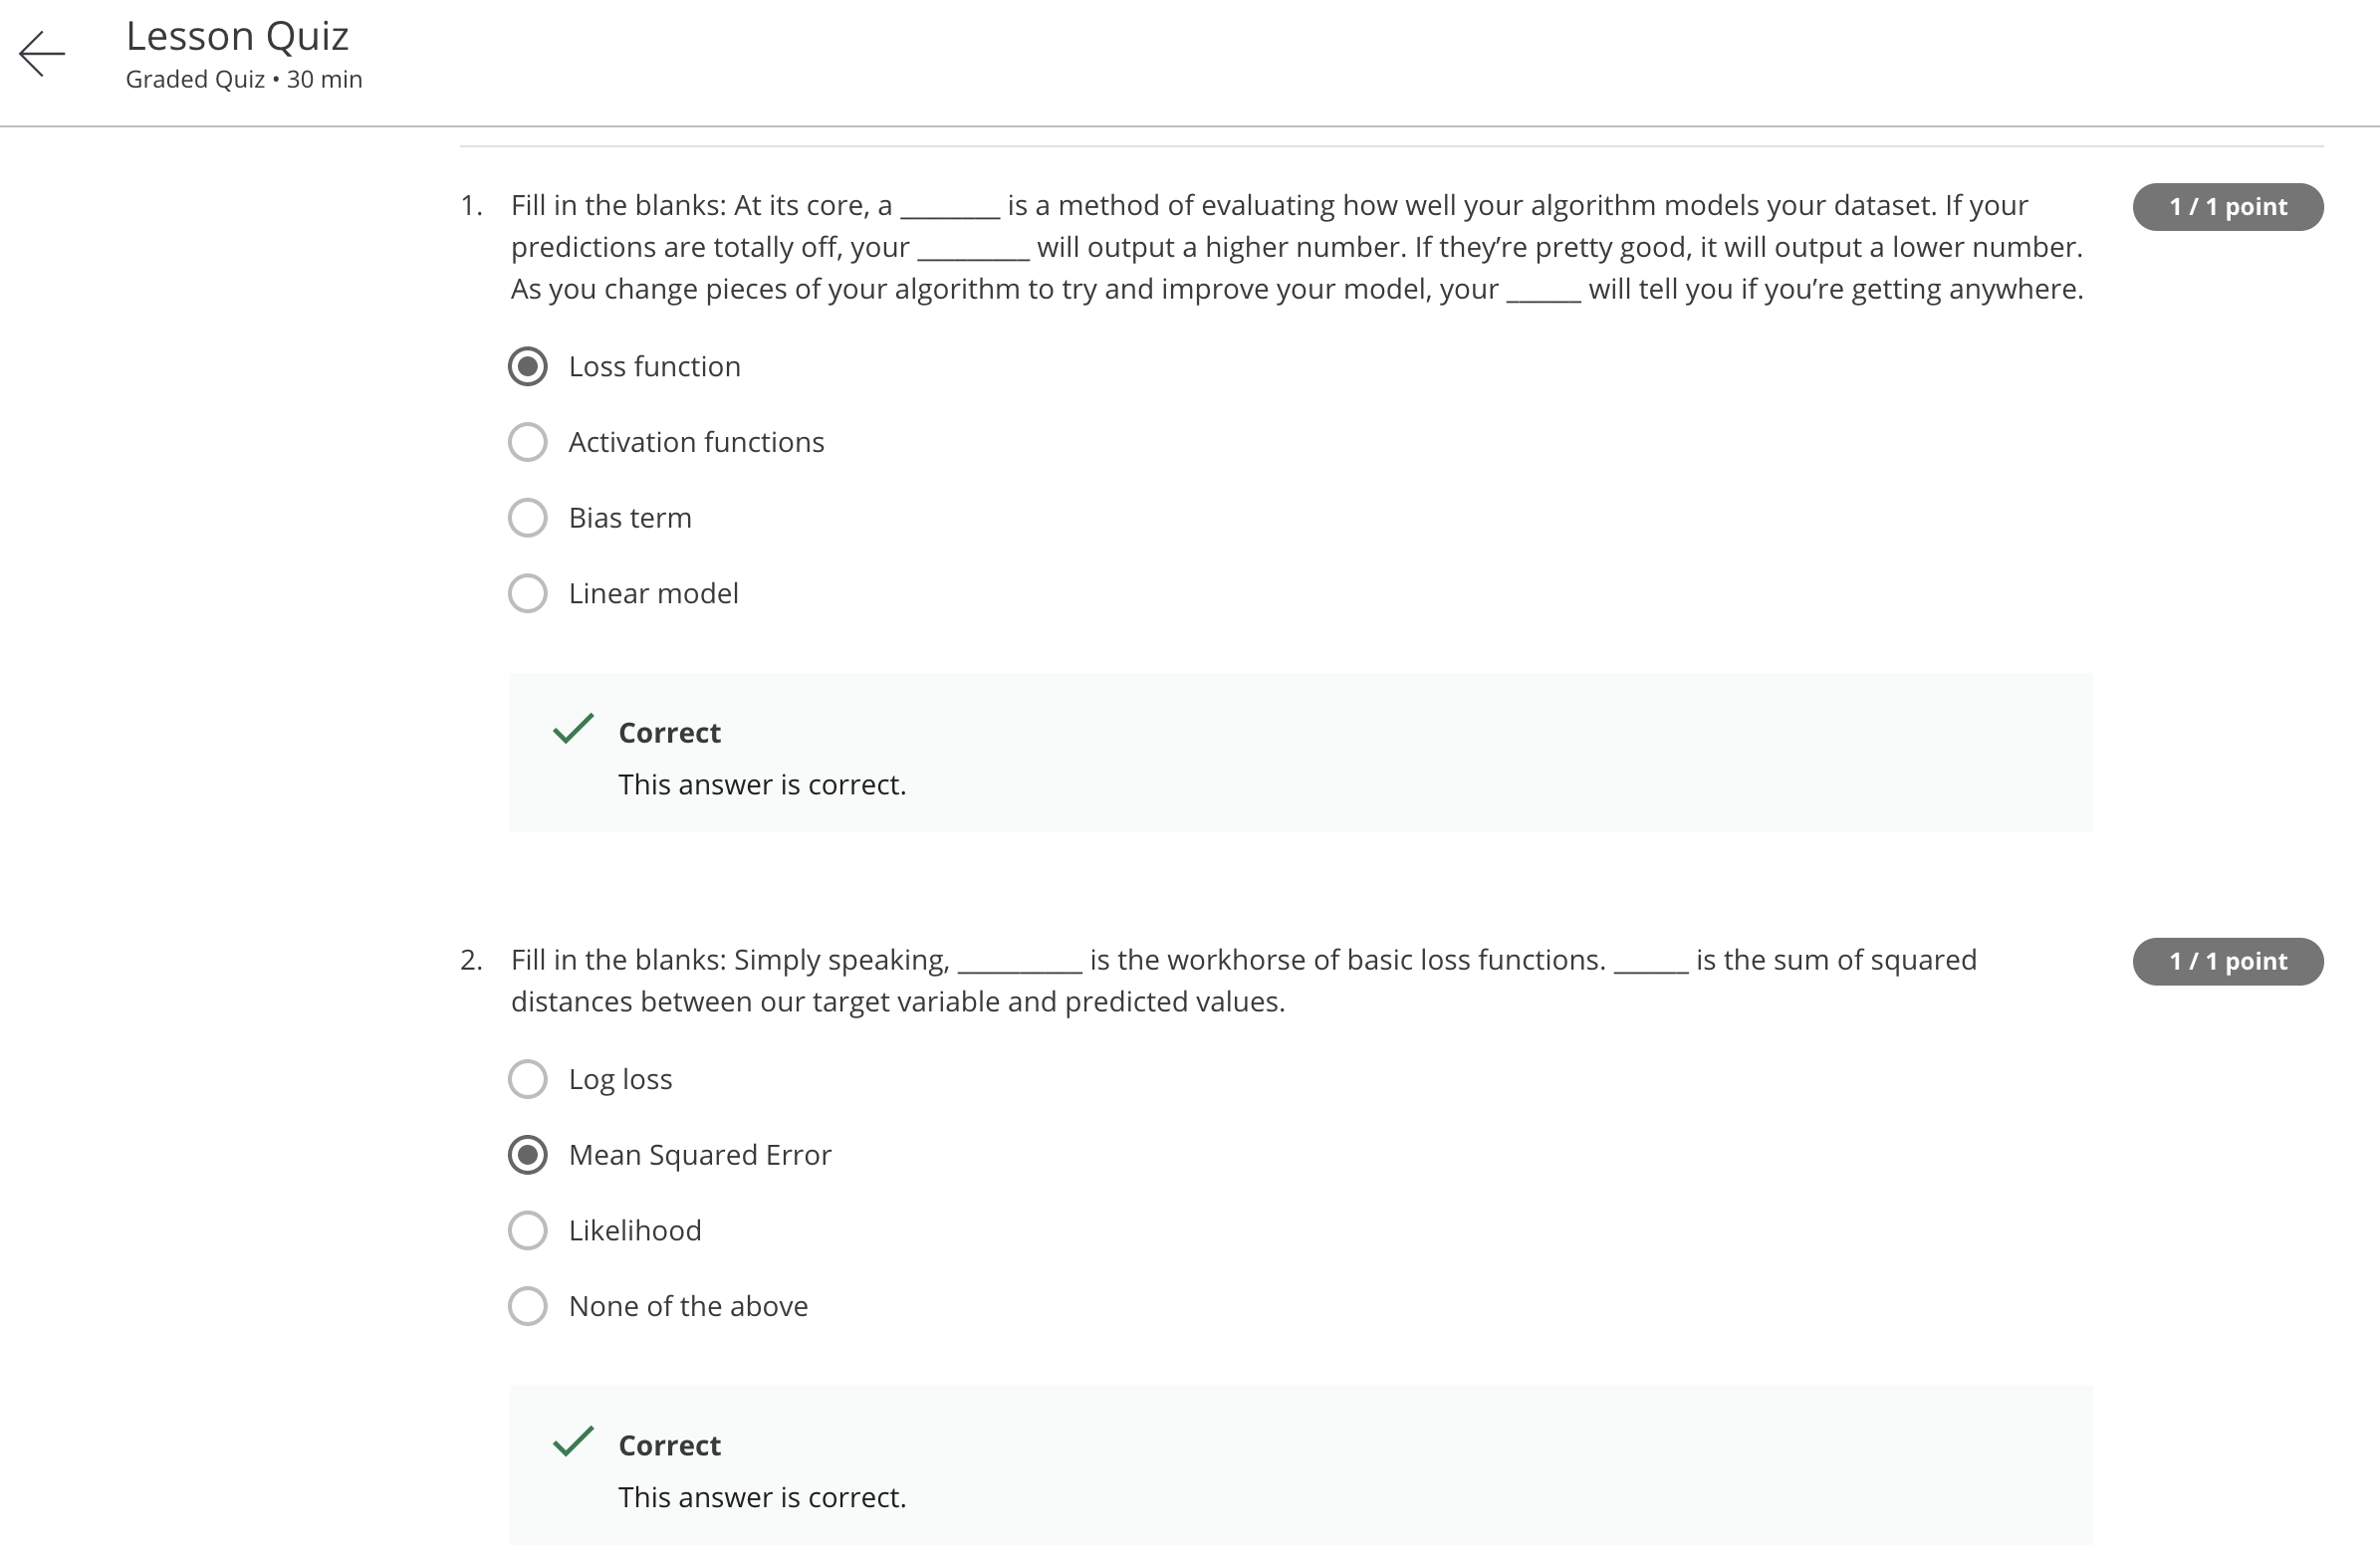 Lesson Quiz
Graded Quiz • 30 min
1. Fill in the blanks: At its core, a ________ is a method of evaluating how well your algorithm models your dataset. If your
1 / 1 point
predictions are totally off, your _________ will output a higher number. If they’re pretty good, it will output a lower number.
As you change pieces of your algorithm to try and improve your model, your ______ will tell you if you’re getting anywhere.
Loss function
Activation functions
Bias term
Linear model
Correct
This answer is correct.
2. Fill in the blanks: Simply speaking, __________ is the workhorse of basic loss functions. ______ is the sum of squared
1 / 1 point
distances between our target variable and predicted values.
Log loss
Mean Squared Error
Likelihood
None of the above
Correct
This answer is correct.